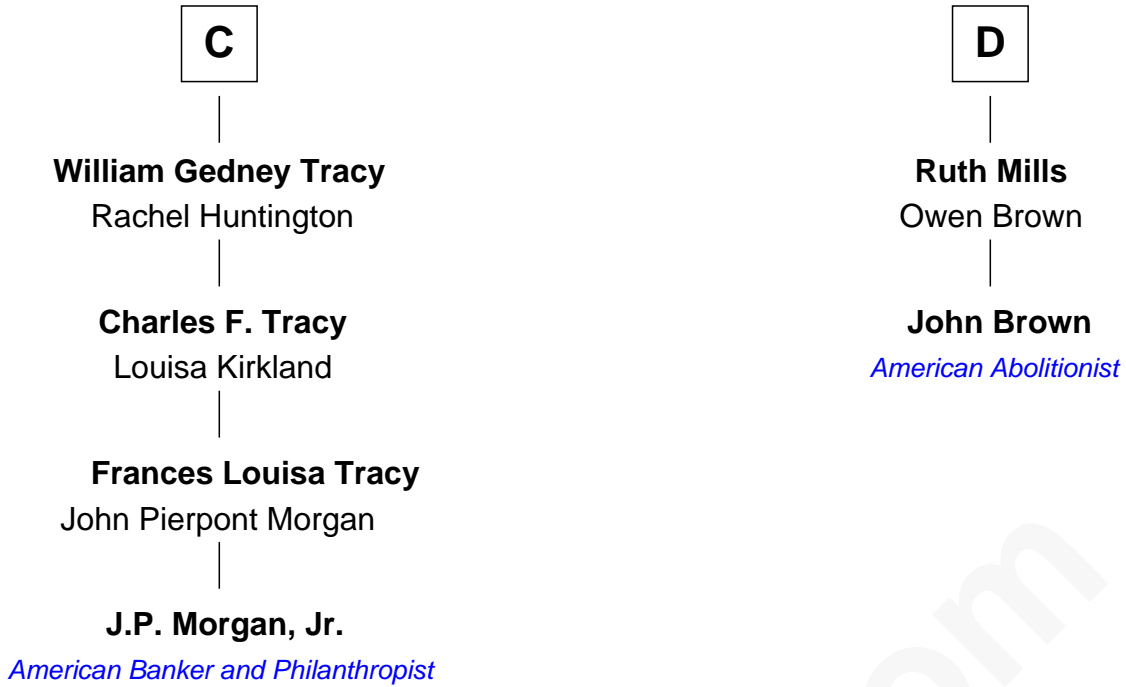 C
William Gedney Tracy
Rachel Huntington
Charles F. Tracy
Louisa Kirkland
Frances Louisa Tracy
John Pierpont Morgan
J.P. Morgan, Jr.
American Banker and Philanthropist
D
Ruth Mills
Owen Brown
John Brown
American Abolitionist
om